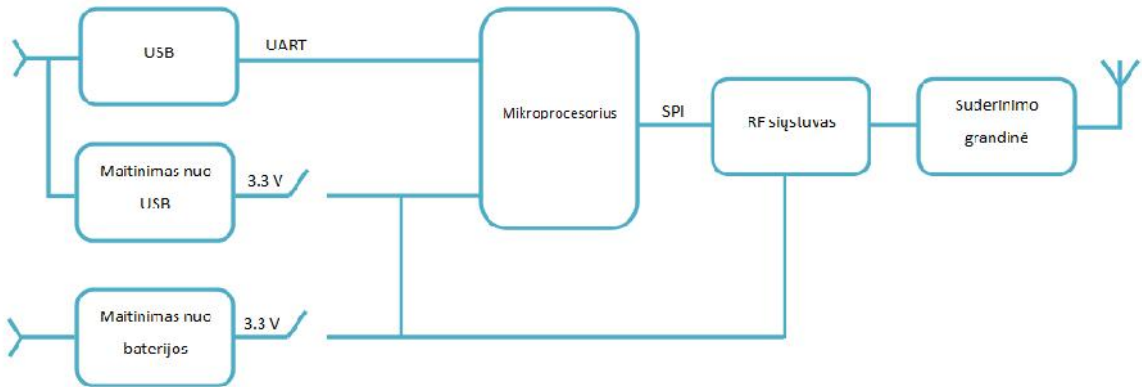 USB
UART
Mikroprocesorius
SPI
RF siųstuvas
Suderinimo
grandinė
Maitinimas nuo
USB
3.3 V
Maitinimas nuo
baterijos
3.3 V